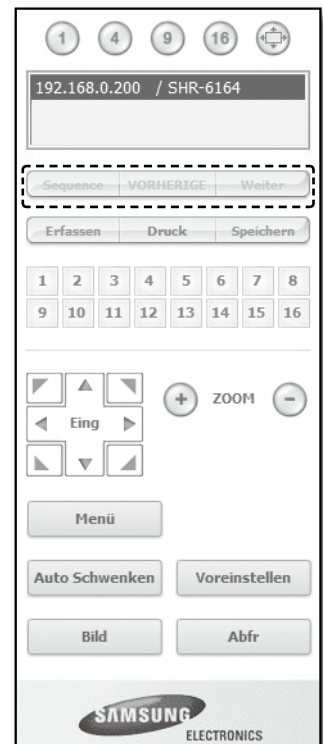 1 4 9 16
192.168.0.200 / SHR-6164
Sequence VORHERIGE Weiter
Erfassen Druck Speichern
1 2 3 4 5 6 7 8
9 10 11 12 13 14 15 16
Eing + ZOOM -
Menü
Auto Schwenken Voreinstellen
Bild Abfr
SAMSUNG
ELECTRONICS